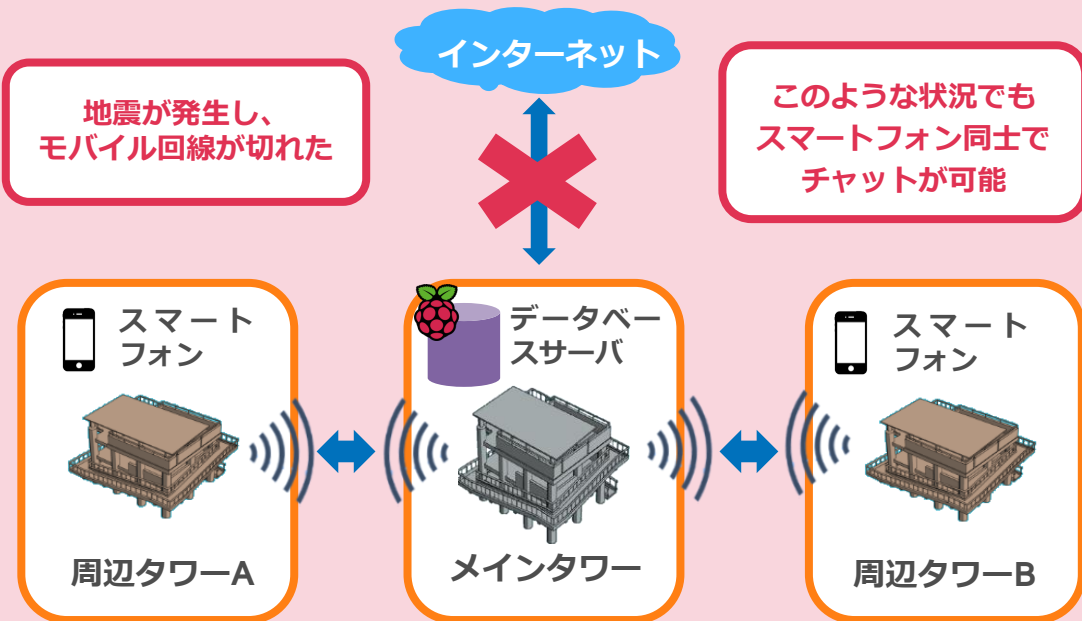 インターネット
地震が発生し、
モバイル回線が切れた
このような状況でも
スマートフォン同士で
チャットが可能
スマート
フォン
データベー
スサーバ
スマート
フォン
周辺タワーA
メインタワー
周辺タワーB